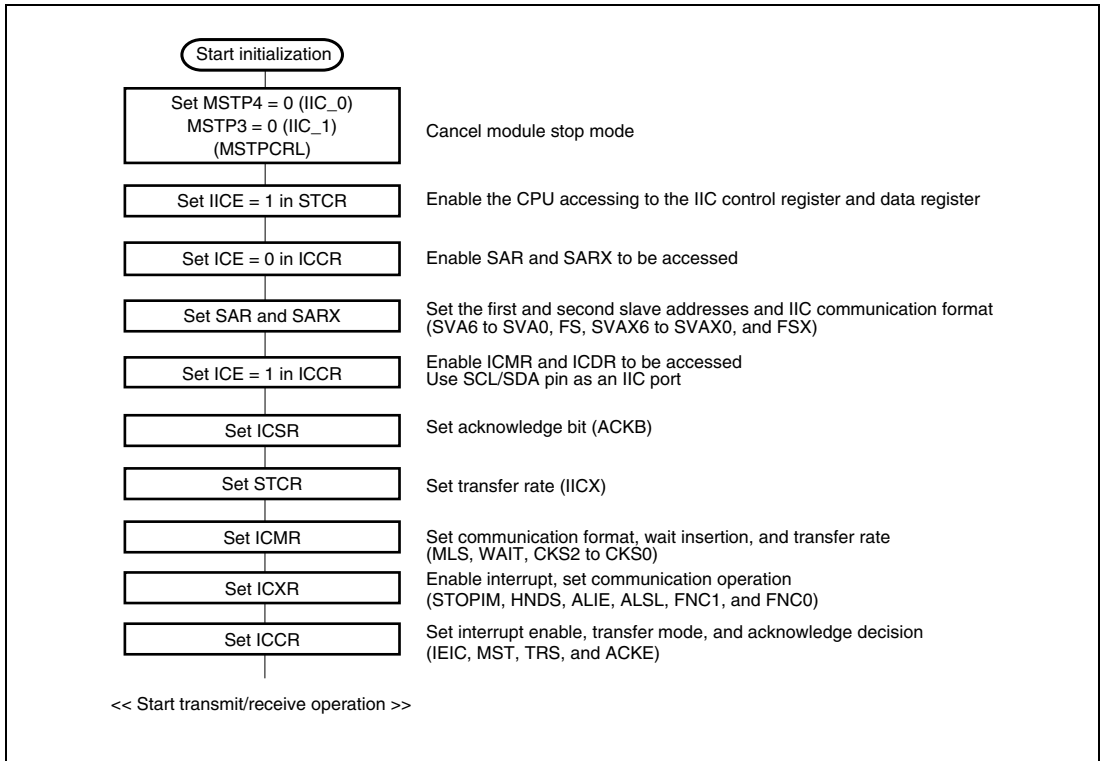 Start initialization
Set MSTP4 = 0 (IIC_0)
MSTP3 = 0 (IIC_1)
(MSTPCRL)
Cancel module stop mode
Set IICE = 1 in STCR
Enable the CPU accessing to the IIC control register and data register
Set ICE = 0 in ICCR
Enable SAR and SARX to be accessed
Set SAR and SARX
Set the first and second slave addresses and IIC communication format
(SVA6 to SVA0, FS, SVAX6 to SVAX0, and FSX)
Set ICE = 1 in ICCR
Enable ICMR and ICDR to be accessed
Use SCL/SDA pin as an IIC port
Set ICSR
Set acknowledge bit (ACKB)
Set STCR
Set transfer rate (IICX)
Set ICMR
Set communication format, wait insertion, and transfer rate
(MLS, WAIT, CKS2 to CKS0)
Set ICXR
Enable interrupt, set communication operation
(STOPIM, HNDS, ALIE, ALSL, FNC1, and FNC0)
Set ICCR
Set interrupt enable, transfer mode, and acknowledge decision
(IEIC, MST, TRS, and ACKE)
<< Start transmit/receive operation >>